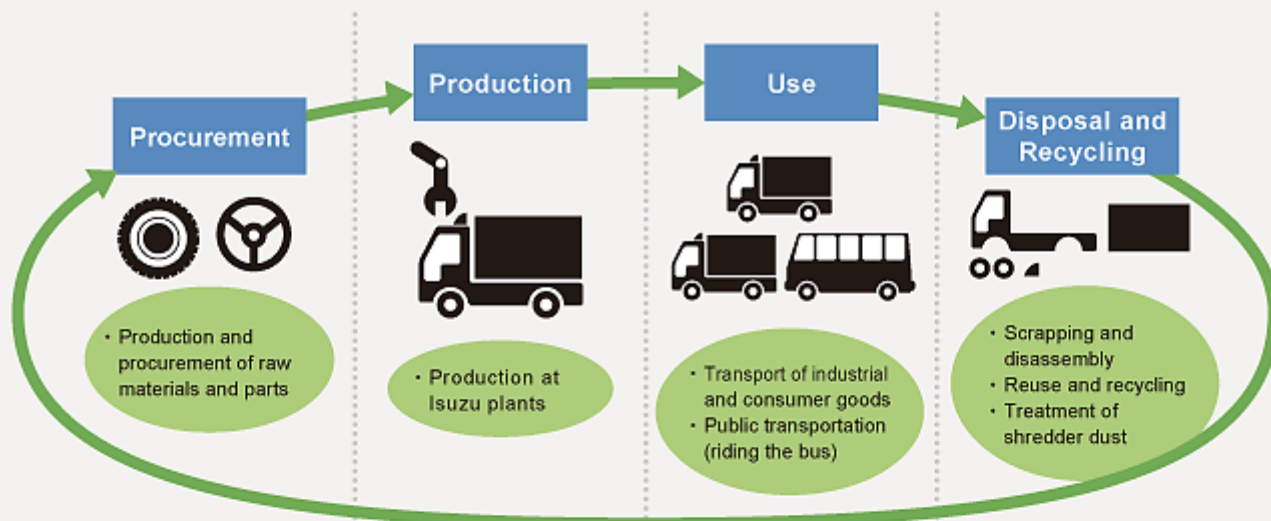 Procurement
・Production and
procurement of raw
materials and parts
Production
・Production at
Isuzu plants
Use
・Transport of industrial
and consumer goods
・Public transportation
(riding the bus)
Disposal and
Recycling
・Scrapping and
disassembly
・Reuse and recycling
・Treatment of
shredder dust